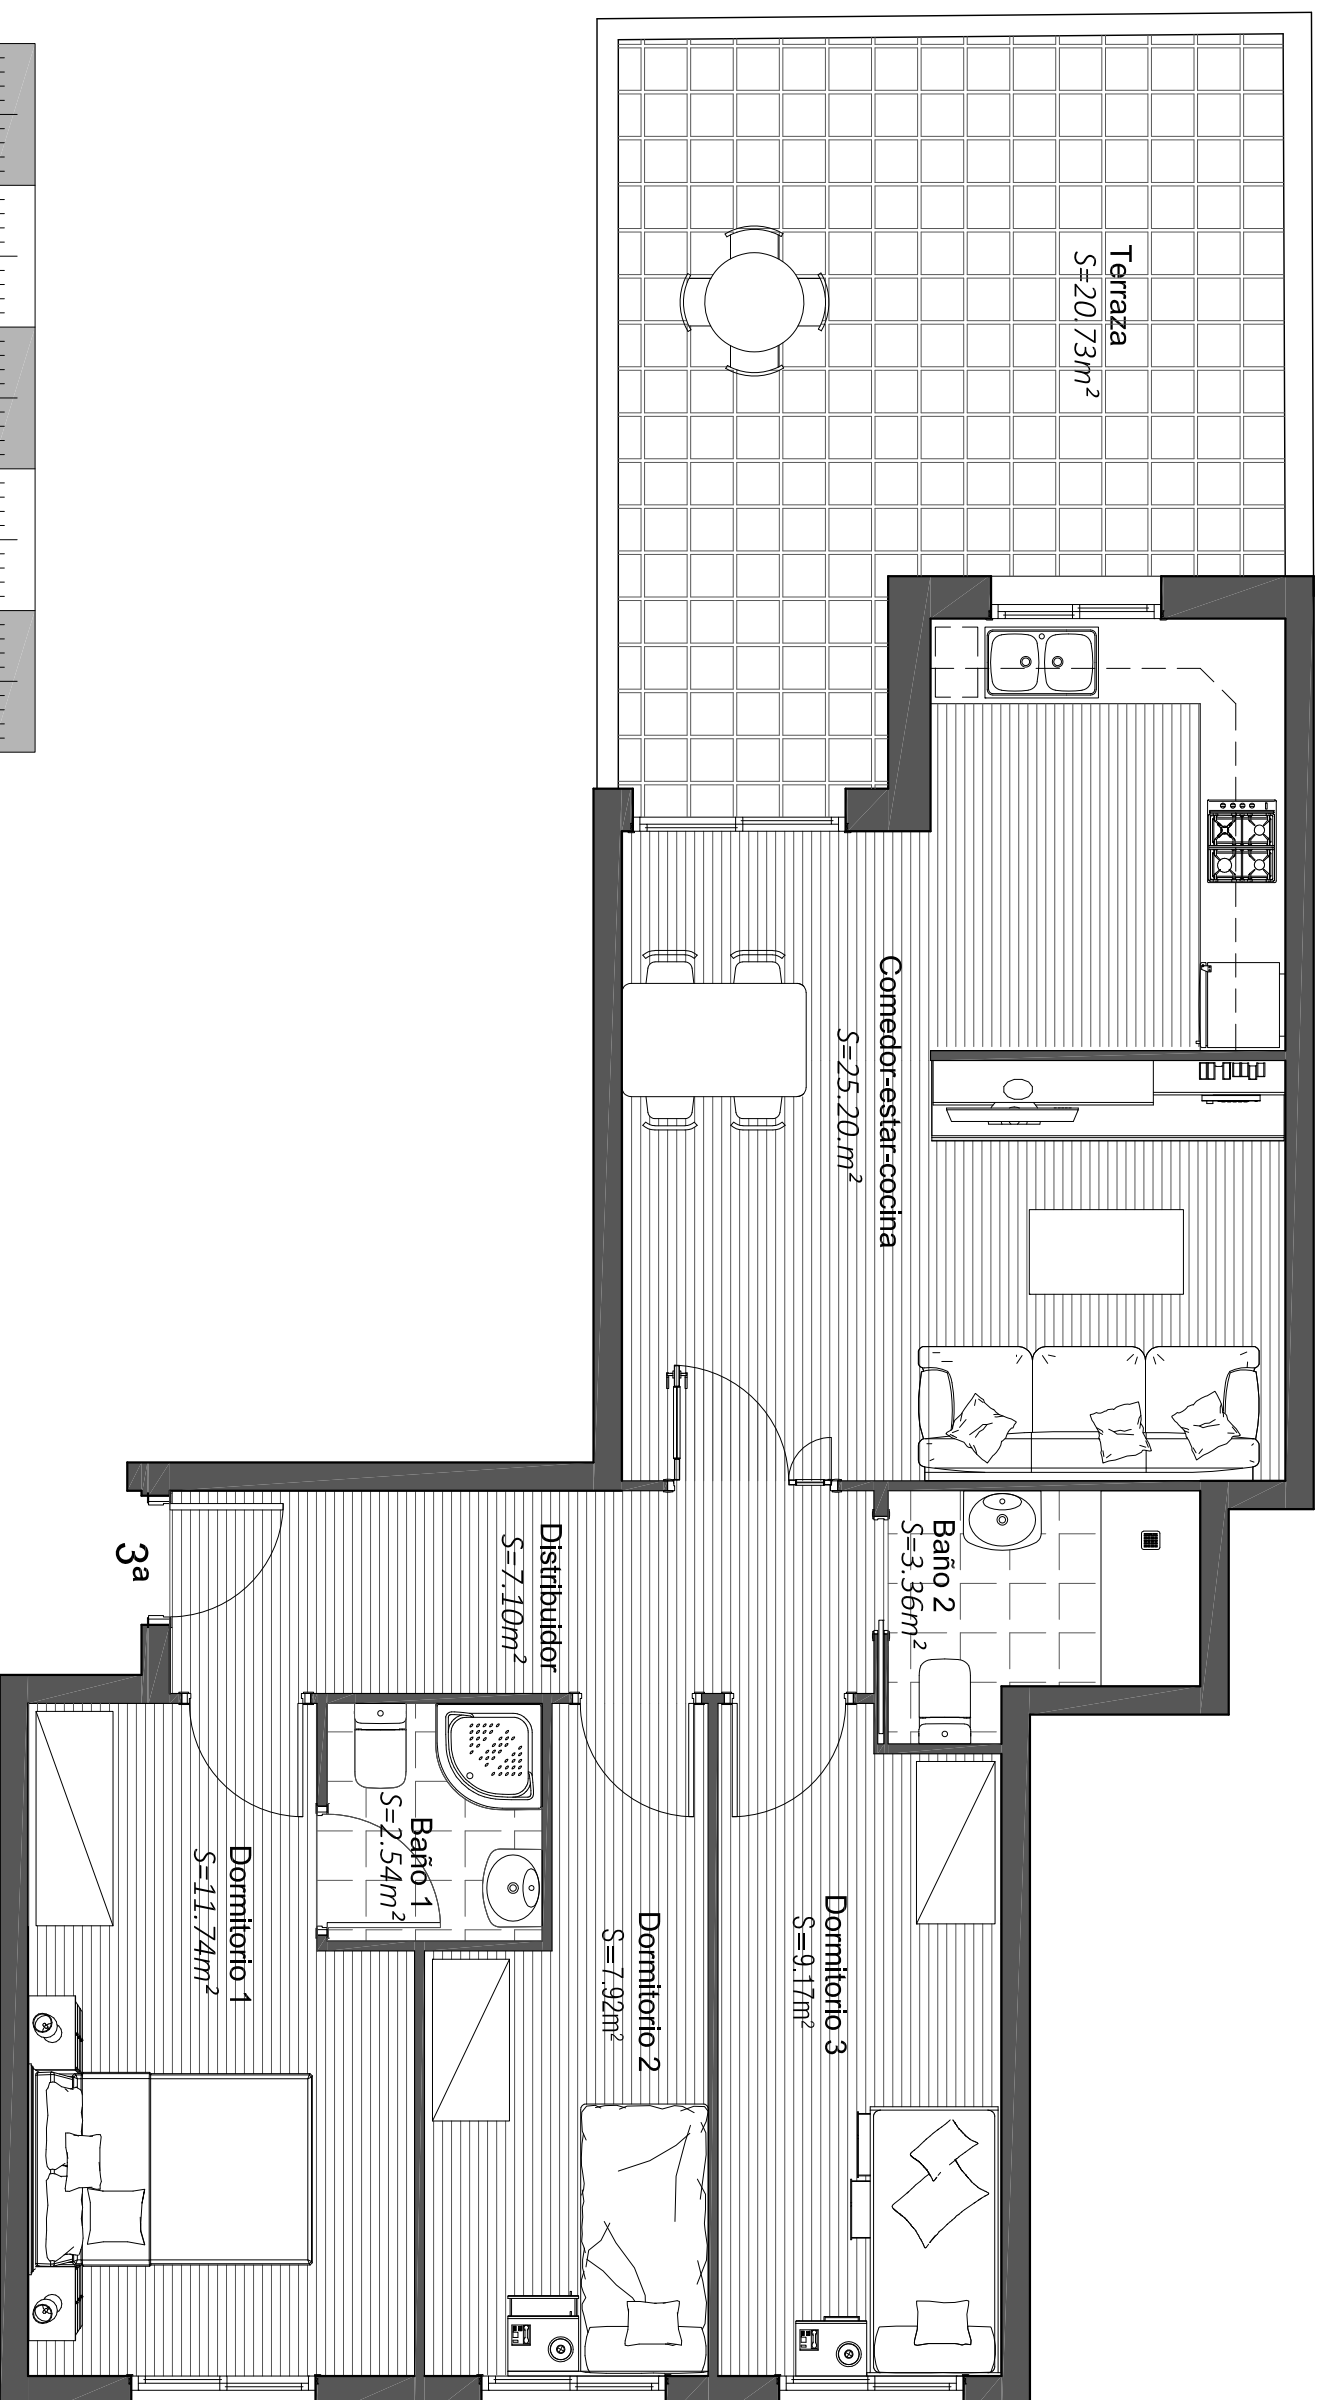 Terraza
S=20.73m²
Comedor-estar-cocina
S=25.20.m²
Baño 2
S=3.36m²
Distribuidor
S=7.10m²
3ª
Baño 1
S=2.54m²
Dormitorio 1
S=11.74m²
Dormitorio 2
S=7.92m²
Dormitorio 3
S=9.17m²